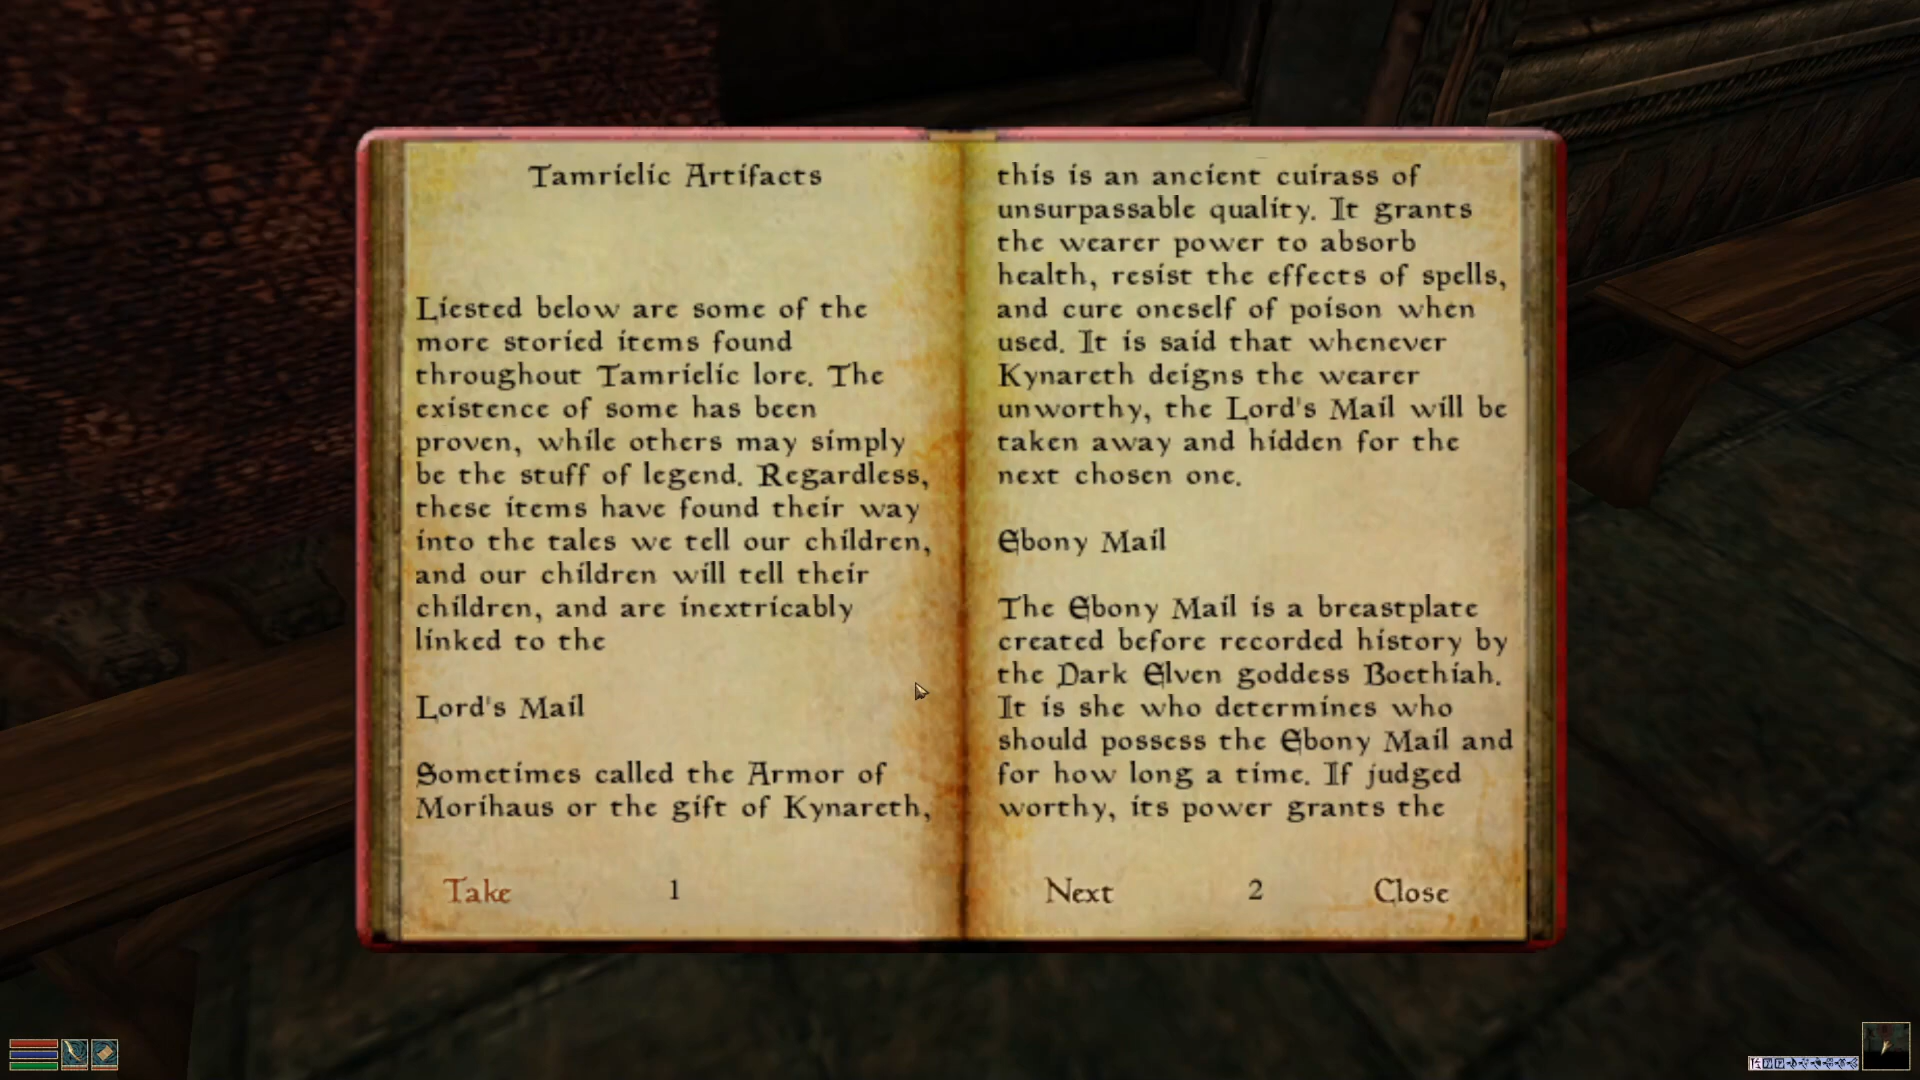 Tamrielic Artifacts
Liested below are some of the
more storied items found
throughout Tamrielic lore. The
existence of some has been
proven, while others may simply
be the stuff of legend. Regardless,
these items have found their way
into the tales we tell our children,
and our children will tell their
children, and are inextricably
linked to the
Lord's Mail
Sometimes called the Armor of
Morihaus or the gift of Kynareth,
Take
1
this is an ancient cuirass of
unsurpassable quality. It grants
the wearer power to absorb
health, resist the effects of spells,
and cure oneself of poison when
used. It is said that whenever
Kynareth deigns the wearer
unworthy, the Lord's Mail will be
taken away and hidden for the
next chosen one.
Ebony Mail
The Ebony Mail is a breastplate
created before recorded history by
the Dark Elven goddess Boethiah.
It is she who determines who
should possess the Ebony Mail and
for how long a time. If judged
worthy, its power grants the
Next
2
Close